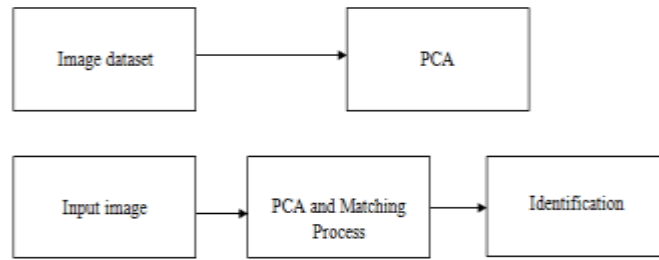 Image dataset
PCA
Input image
PCA and Matching
Process
Identification